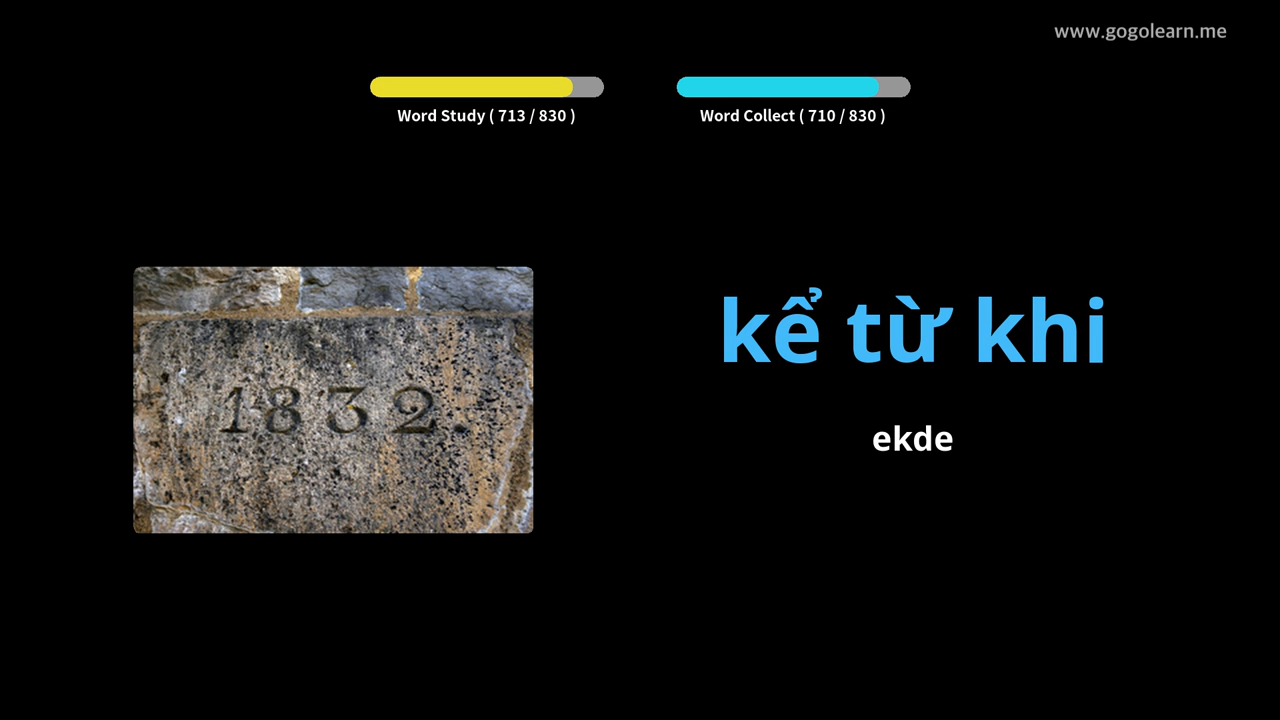 www.gogolearn.me
Word Study ( 713 / 830 )
Word Collect ( 710 / 830 )
1832.
kể từ khi
ekde